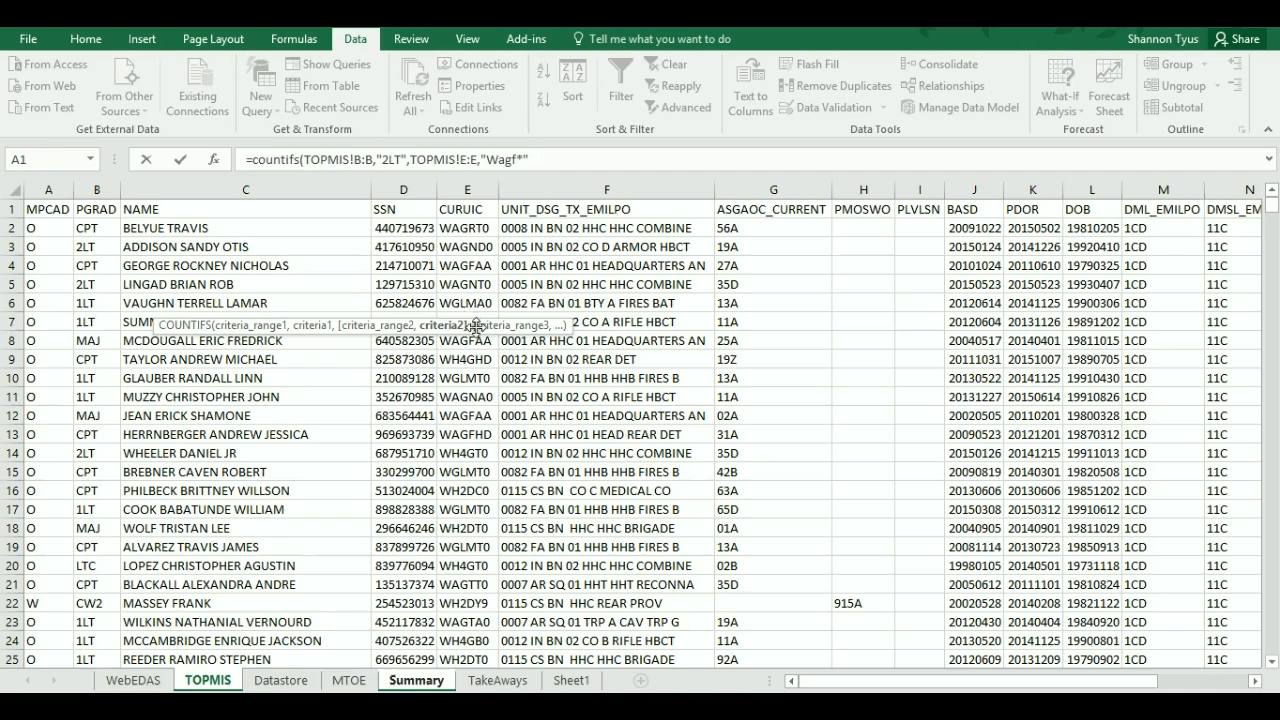 File Home Insert Page Layout Formulas Data Review View Add-ins Tell me what you want to do Shannon Tyus Share
From Access From Web From Text From Other Sources Existing Connections New Query Show Queries From Table Recent Sources Refresh All Connections Properties Edit Links Sort Filter Clear Reapply Advanced Text to Columns Flash Fill Remove Duplicates Data Validation Consolidate Relationships Manage Data Model What-If Analysis Forecast Sheet Group Ungroup Subtotal
Get External Data Get & Transform Connections Sort & Filter Data Tools Forecast Outline
A1 fx =countifs(TOPMIS!B:B,"2LT",TOPMIS!E:E,"Wagf*"
A B C D E F G H I J K L M N
1 MPCAD PGRAD NAME SSN CURUIC UNIT_DSG_TX_EMILPO ASGAOC_CURRENT PMOSWO PLVLSN BASD PDOR DOB DML_EMILPO DMSL_EM
2 O CPT BELYUE TRAVIS 440719673 WAGRT0 0008 IN BN 02 HHC HHC COMBINE 56A 20091022 20150502 19810205 1CD 11C
3 O 2LT ADDISON SANDY OTIS 417610950 WAGND0 0005 IN BN 02 CO D ARMOR HBCT 19A 20150124 20141226 19920410 1CD 11C
4 O CPT GEORGE ROCKNEY NICHOLAS 214710071 WAGFAA 0001 AR HHC 01 HEADQUARTERS AN 27A 20101024 20110610 19780325 1CD 11C
5 O 2LT LINGAD BRIAN ROB 129715310 WAGNT0 0005 IN BN 02 HHC HHC COMBINE 35D 20150523 20150523 19930407 1CD 11C
6 O 1LT VAUGHN TERRELL LAMAR 625824676 WGLMA0 0082 FA BN 01 BTY A FIRES BAT 13A 20120614 20141125 19900306 1CD 11C
7 O 1LT SUM COUNTIFS(criteria_range1, criteria1, [criteria_range2, criteria2], [criteria_range3, ...) 2 CO A RIFLE HBCT 11A 20120604 20131126 19891202 1CD 11C
8 O MAJ MCDOUGALL ERIC FREDRICK 640582305 WAGFAA 0001 AR HHC 01 HEADQUARTERS AN 25A 20040517 20140401 19811015 1CD 11C
9 O CPT TAYLOR ANDREW MICHAEL 825873086 WH4GHD 0012 IN BN 02 REAR DET 19Z 20111031 20151007 19890705 1CD 11C
10 O 1LT GLAUBER RANDALL LINN 210089128 WGLMT0 0082 FA BN 01 HHB HHB FIRES B 13A 20130522 20141125 19910430 1CD 11C
11 O 1LT MUZZY CHRISTOPHER JOHN 352670985 WAGNA0 0005 IN BN 02 CO A RIFLE HBCT 11A 20131227 20150614 19910826 1CD 11C
12 O MAJ JEAN ERICK SHAMONE 683564441 WAGFAA 0001 AR HHC 01 HEADQUARTERS AN 02A 20020505 20110201 19800328 1CD 11C
13 O CPT HERRNBERGER ANDREW JESSICA 969693739 WAGFHD 0001 AR HHC 01 HEAD REAR DET 31A 20090523 20121201 19870312 1CD 11C
14 O 2LT WHEELER DANIEL JR 687951710 WH4GT0 0012 IN BN 02 HHC HHC COMBINE 35D 20150126 20141215 19911013 1CD 11C
15 O CPT BREBNER CAVEN ROBERT 330299700 WGLMT0 0082 FA BN 01 HHB HHB FIRES B 42B 20090819 20140301 19820508 1CD 11C
16 O CPT PHILBECK BRITTNEY WILLSON 513024004 WH2DC0 0115 CS BN CO C MEDICAL CO 63A 20130606 20130606 19851202 1CD 11C
17 O 1LT COOK BABATUNDE WILLIAM 898828388 WGLMT0 0082 FA BN 01 HHB HHB FIRES B 65D 20150308 20150312 19910612 1CD 11C
18 O MAJ WOLF TRISTAN LEE 296646246 WH2DT0 0115 CS BN HHC HHC BRIGADE 01A 20040905 20140901 19811029 1CD 11C
19 O CPT ALVAREZ TRAVIS JAMES 837899726 WGLMT0 0082 FA BN 01 HHB HHB FIRES B 13A 20081114 20130723 19850913 1CD 11C
20 O LTC LOPEZ CHRISTOPHER AGUSTIN 839776094 WH4GT0 0012 IN BN 02 HHC HHC COMBINE 02B 19980105 20140501 19731118 1CD 11C
21 O CPT BLACKALL ALEXANDRA ANDRE 135137374 WAGTT0 0007 AR SQ 01 HHT HHT RECONNA 35D 20050612 20111101 19810824 1CD 11C
22 W CW2 MASSEY FRANK 254523013 WH2DY9 0115 CS BN HHC REAR PROV 915A 20020528 20140208 19821122 1CD 11C
23 O 1LT WILKINS NATHANIAL VERNOURD 452117832 WAGTA0 0007 AR SQ 01 TRP A CAV TRP G 19A 20120430 20140404 19840920 1CD 11C
24 O 1LT MCCAMBRIDGE ENRIQUE JACKSON 407526322 WH4GB0 0012 IN BN 02 CO B RIFLE HBCT 11A 20130520 20141125 19900801 1CD 11C
25 O 1LT REEDER RAMIRO STEPHEN 669656299 WH2DT0 0115 CS BN HHC HHC BRIGADE 92A 20120609 20131209 19790902 1CD 11C
WebEDAS TOPMIS Datastore MTOE Summary TakeAways Sheet1